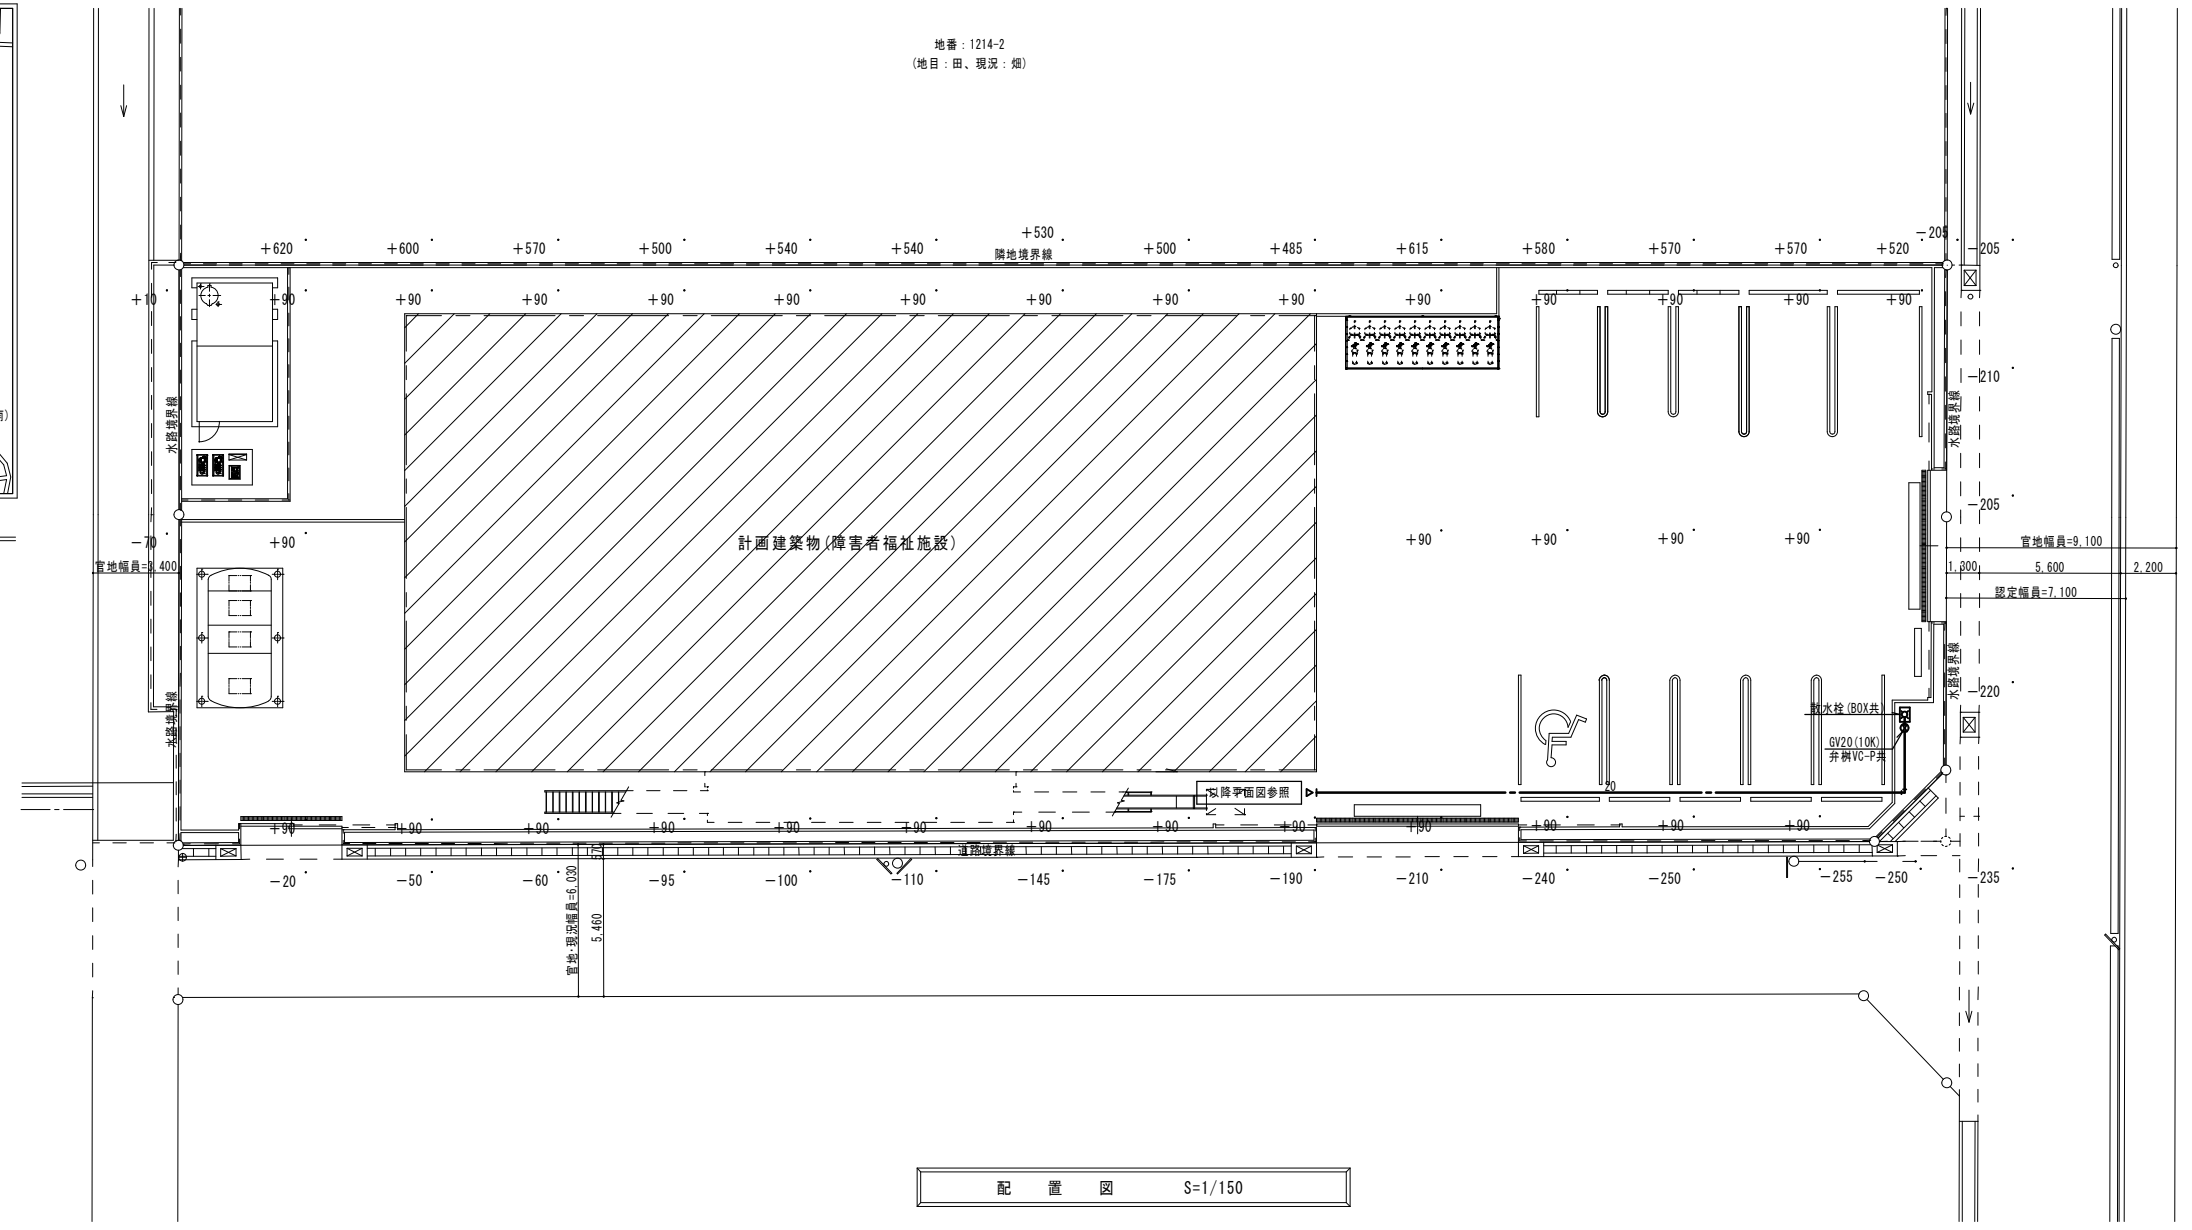 地番：1214-2
(地目：田、現況：畑)
+530
-205
+620 +600 +570 +500 +540 +540 +500 +485 +615 +580 +570 +570 +520 -205
隣地境界線
+10 +90 +90 +90 +90 +90 +90 +90 +90 +90 +90 +90 +90 +90 +90
-210
水路境界線
水路境界線
-205
-70 +90
計画建築物(障害者福祉施設)
+90 +90 +90 +90
官地幅員=9,100
官地幅員=3,400
1,300 5,600 2,200
認定幅員=7,100
水路境界線
水路境界線
-220
散水栓(BOX共)
GV20(10K)
弁桝VC-P共
20
以降平面図参照
+90 +90 +90 +90 +90 +90 +90 +90 +90 +90 +90 +90 +90
道路境界線
570
-20 -50 -60 -95 -100 -110 -145 -175 -190 -210 -240 -250 -255 -250 -235
官地・現況幅員=6,030
5,460
配置図 S=1/150